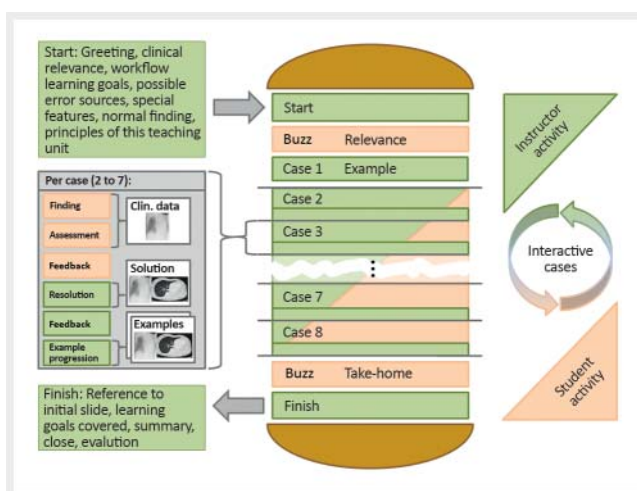 Start: Greeting, clinical
relevance, workflow
learning goals, possible
error sources, special
features, normal finding,
principles of this teaching
unit
Start
Buzz Relevance
Case 1 Example
Case 2
Case 3
Case 7
Case 8
Buzz Take-home
Finish
Per case (2 to 7):
Finding
Assessment
Clin. data
Feedback
Resolution
Solution
Feedback
Example
progression
Examples
Finish: Reference to
initial slide, learning
goals covered, summary,
close, evalution
Instructor
activity
Interactive
cases
Student
activity